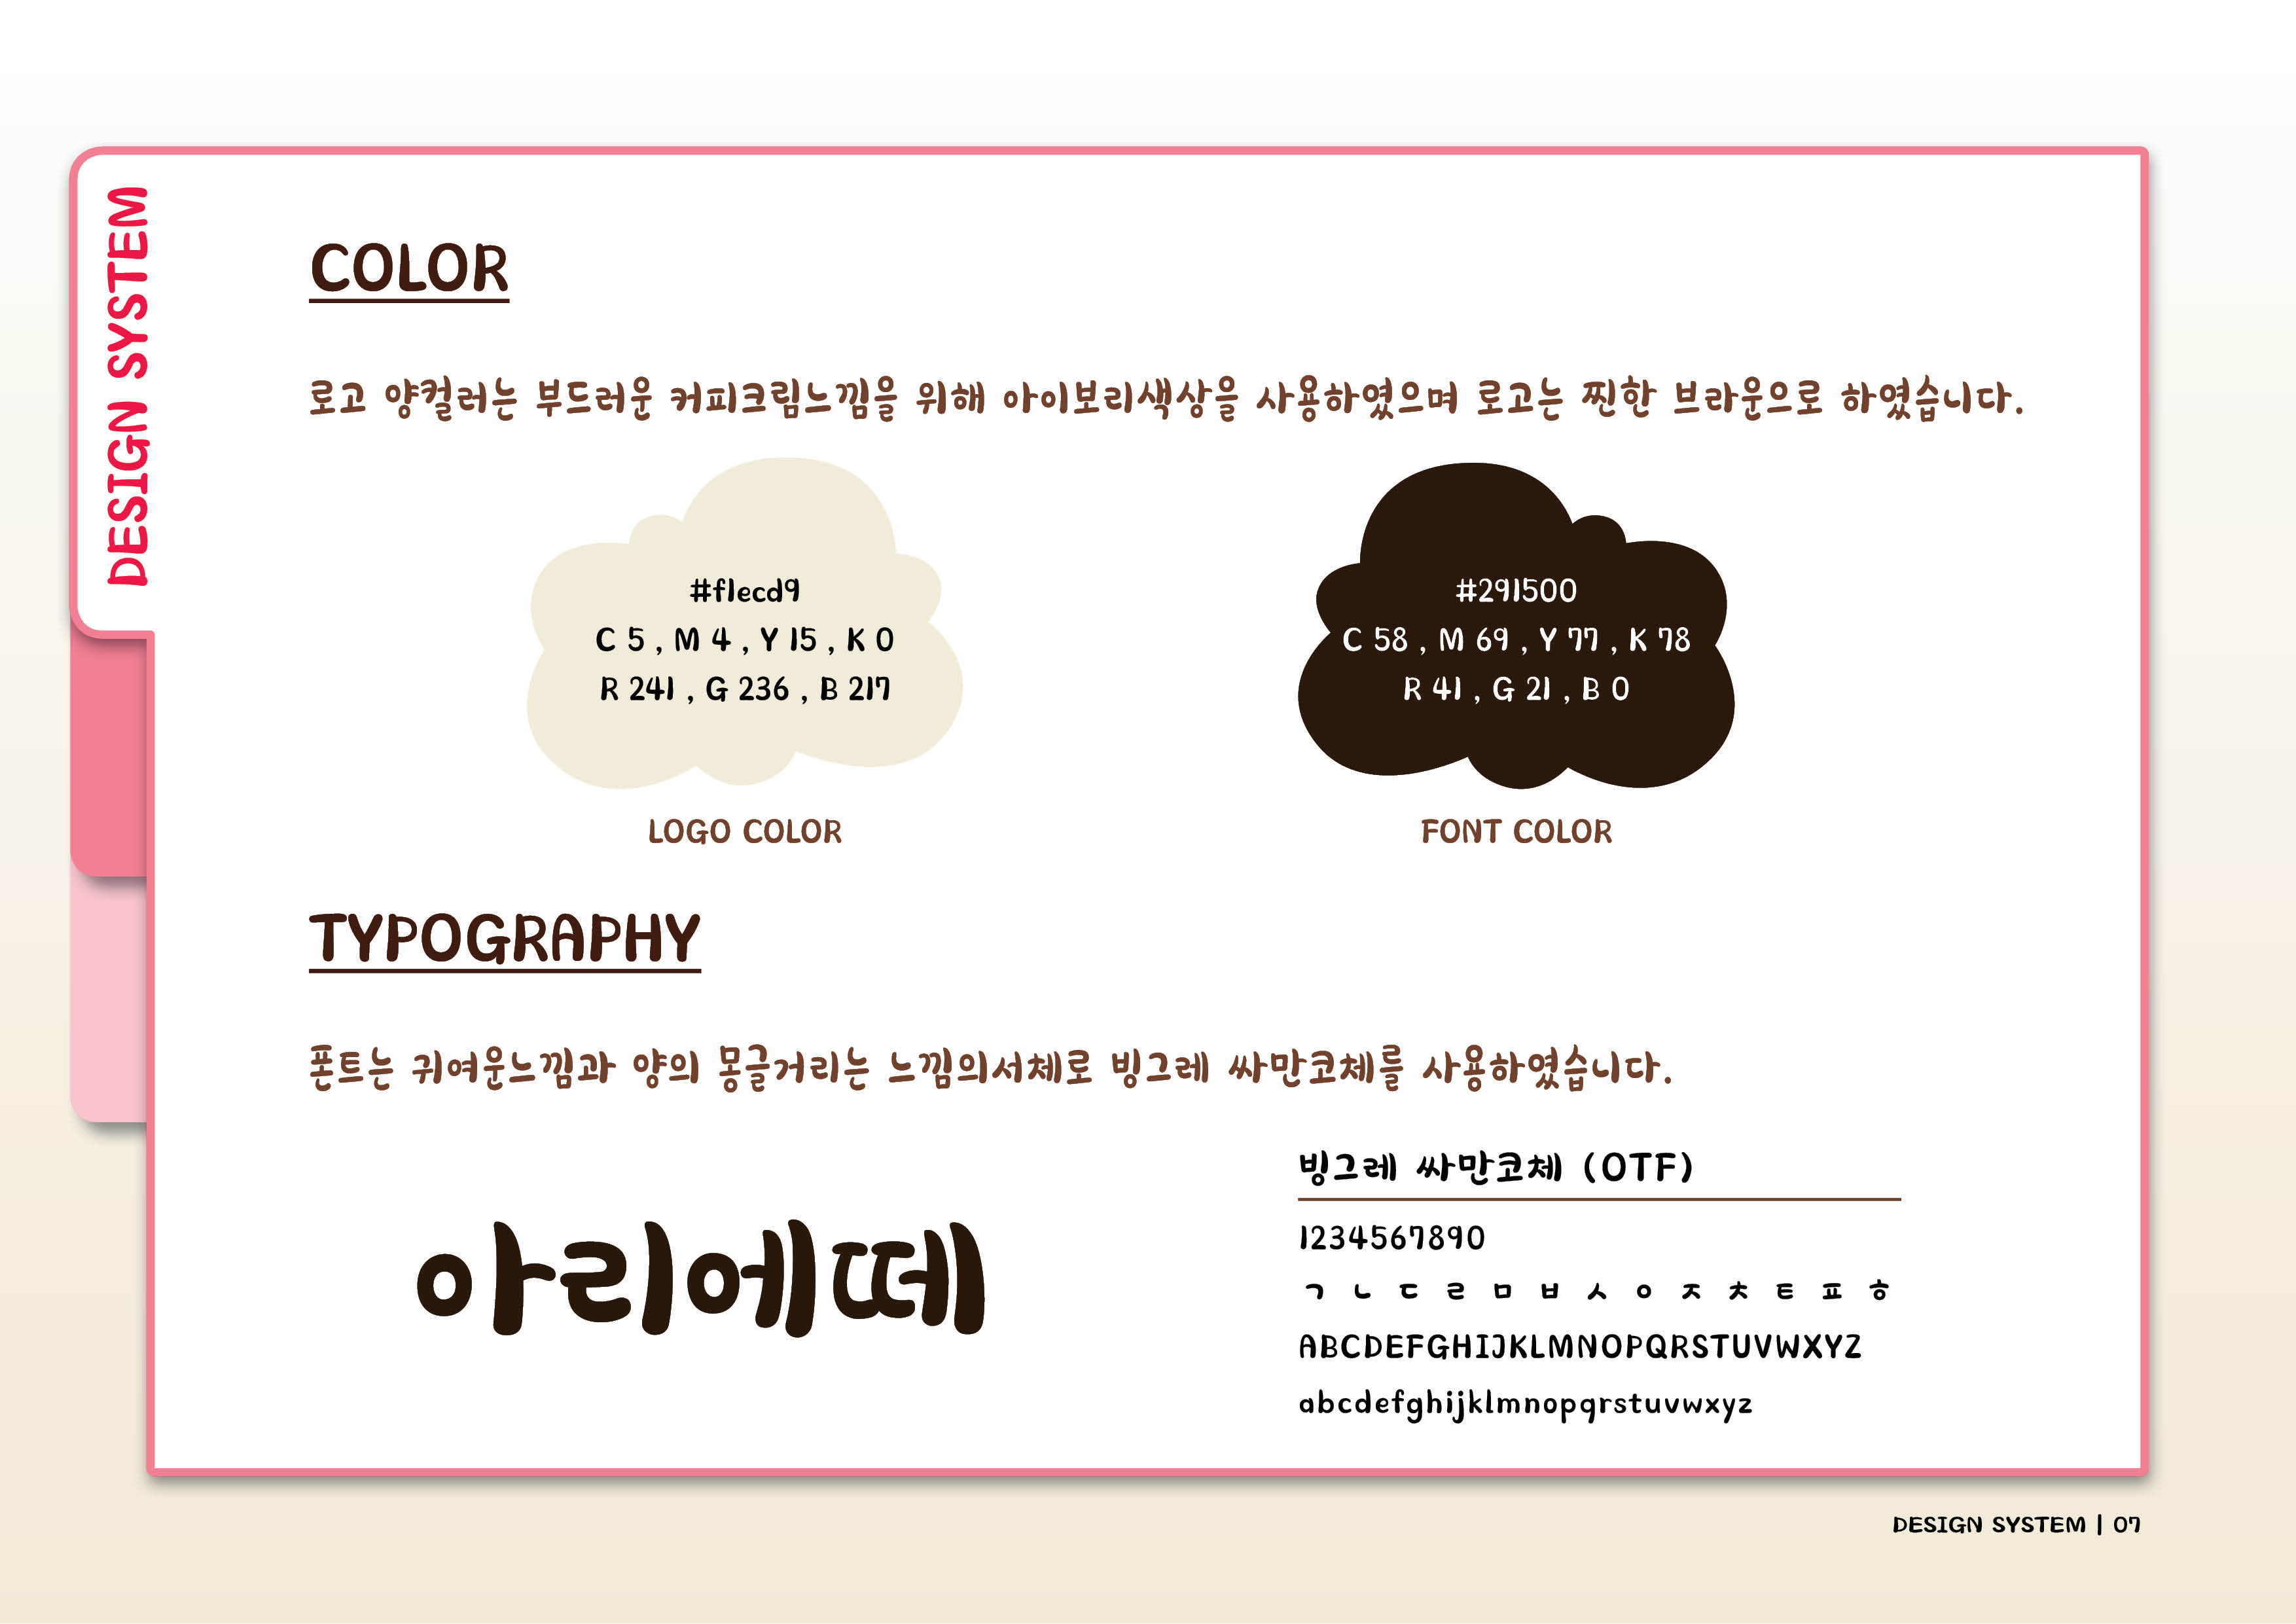 DESIGN SYSTEM
COLOR
로고 양컬러는 부드러운 커피크림느낌을 위해 아이보리색상을 사용하였으며 로고는 찐한 브라운으로 하였습니다.
#f1ecd9
C 5 , M 4 , Y 15 , K 0
R 241 , G 236 , B 217
LOGO COLOR
#291500
C 58 , M 69 , Y 77 , K 78
R 41 , G 21 , B 0
FONT COLOR
TYPOGRAPHY
폰트는 귀여운느낌과 양의 몽글거리는 느낌의서체로 빙그레 싸만코체를 사용하였습니다.
아리에떼
빙그레 싸만코체 (OTF)
1234567890
ㄱ ㄴ ㄷ ㄹ ㅁ ㅂ ㅅ ㅇ ㅈ ㅊ ㅌ ㅍ ㅎ
ABCDEFGHIJKLMNOPQRSTUVWXYZ
abcdefghijklmnopqrstuvwxyz
DESIGN SYSTEM | 07